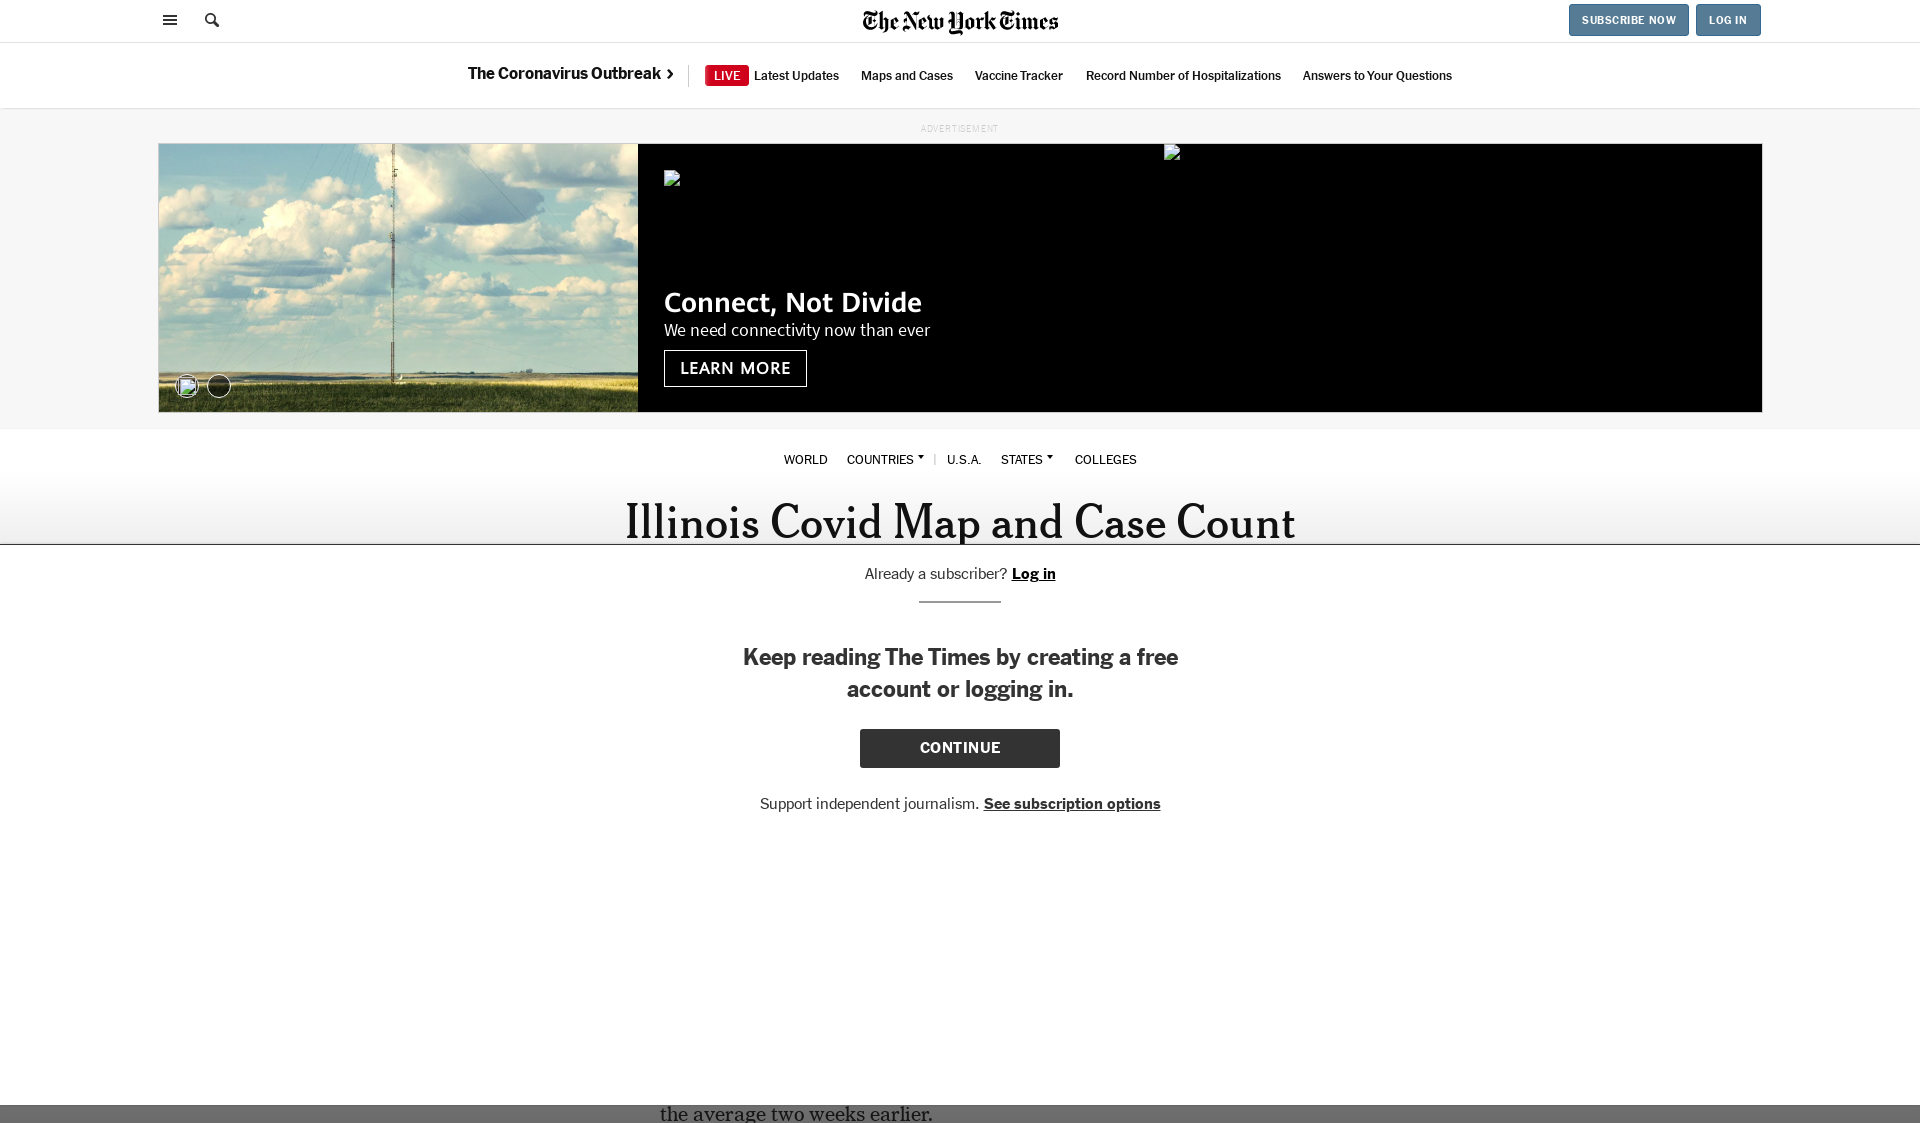 The New York Times
SUBSCRIBE NOW
LOG IN
The Coronavirus Outbreak
LIVE Latest Updates
Maps and Cases
Vaccine Tracker
Record Number of Hospitalizations
Answers to Your Questions
ADVERTISEMENT
Connect, Not Divide
We need connectivity now than ever
LEARN MORE
WORLD
COUNTRIES
U.S.A.
STATES
COLLEGES
Illinois Covid Map and Case Count
Already a subscriber? Log in
Keep reading The Times by creating a free
account or logging in.
CONTINUE
Support independent journalism. See subscription options
the average two weeks earlier.